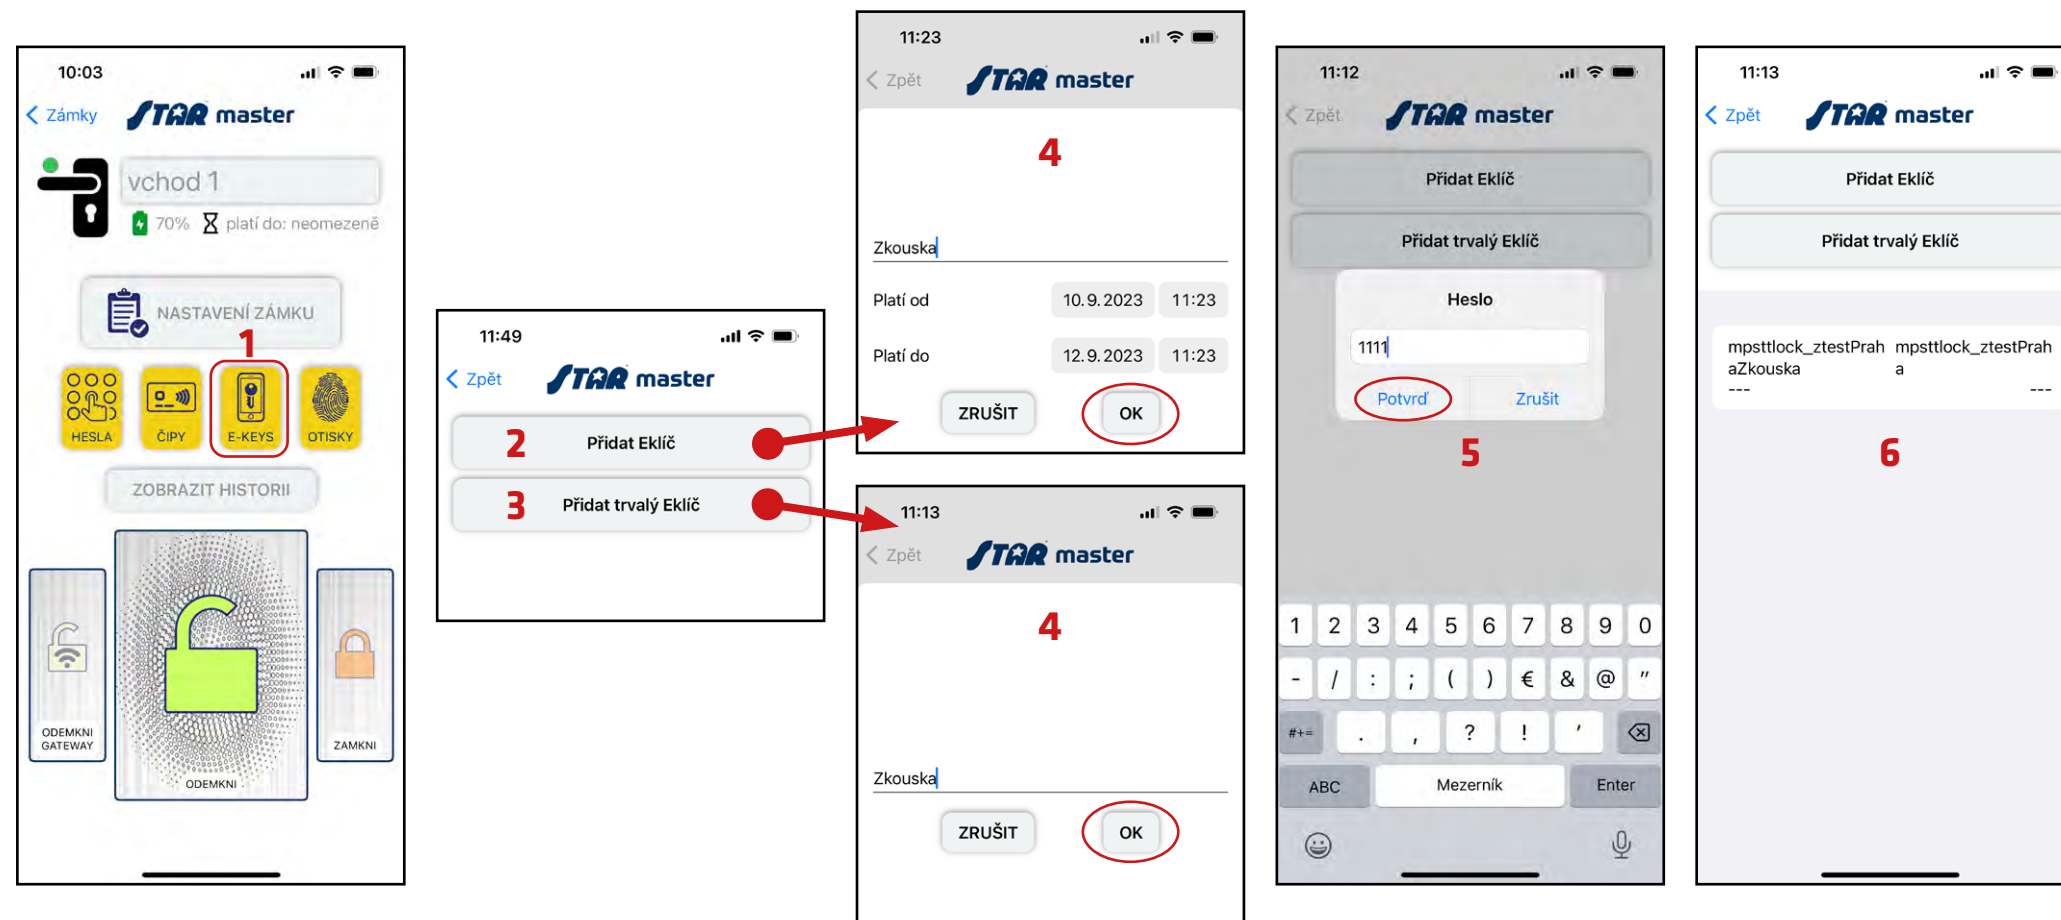 10:03
Zámky
STAR master
vchod 1
70%
platí do: neomezeně
NASTAVENÍ ZÁMKU
1
HESLA
ČIPY
E-KEYS
OTISKY
ZOBRAZIT HISTORII
ODEMKNI
GATEWAY
ODEMKNI
ZAMKNI
11:49
Zpět
STAR master
2
Přidat Eklíč
3
Přidat trvalý Eklíč
11:23
Zpět
STAR master
4
Zkouska
Platí od
10. 9. 2023
11:23
Platí do
12. 9. 2023
11:23
ZRUŠIT
OK
11:13
Zpět
STAR master
4
Zkouska
ZRUŠIT
OK
11:12
Zpět
STAR master
Přidat Eklíč
Přidat trvalý Eklíč
Heslo
1111
Potvrď
Zrušit
5
1 2 3 4 5 6 7 8 9 0
- / : ; ( ) € & @ "
#+= . , ? ! '
ABC
Mezerník
Enter
11:13
Zpět
STAR master
Přidat Eklíč
Přidat trvalý Eklíč
mpsttlock_ztestPrah mpsttlock_ztestPrah
aZkouska a
--- ---
6